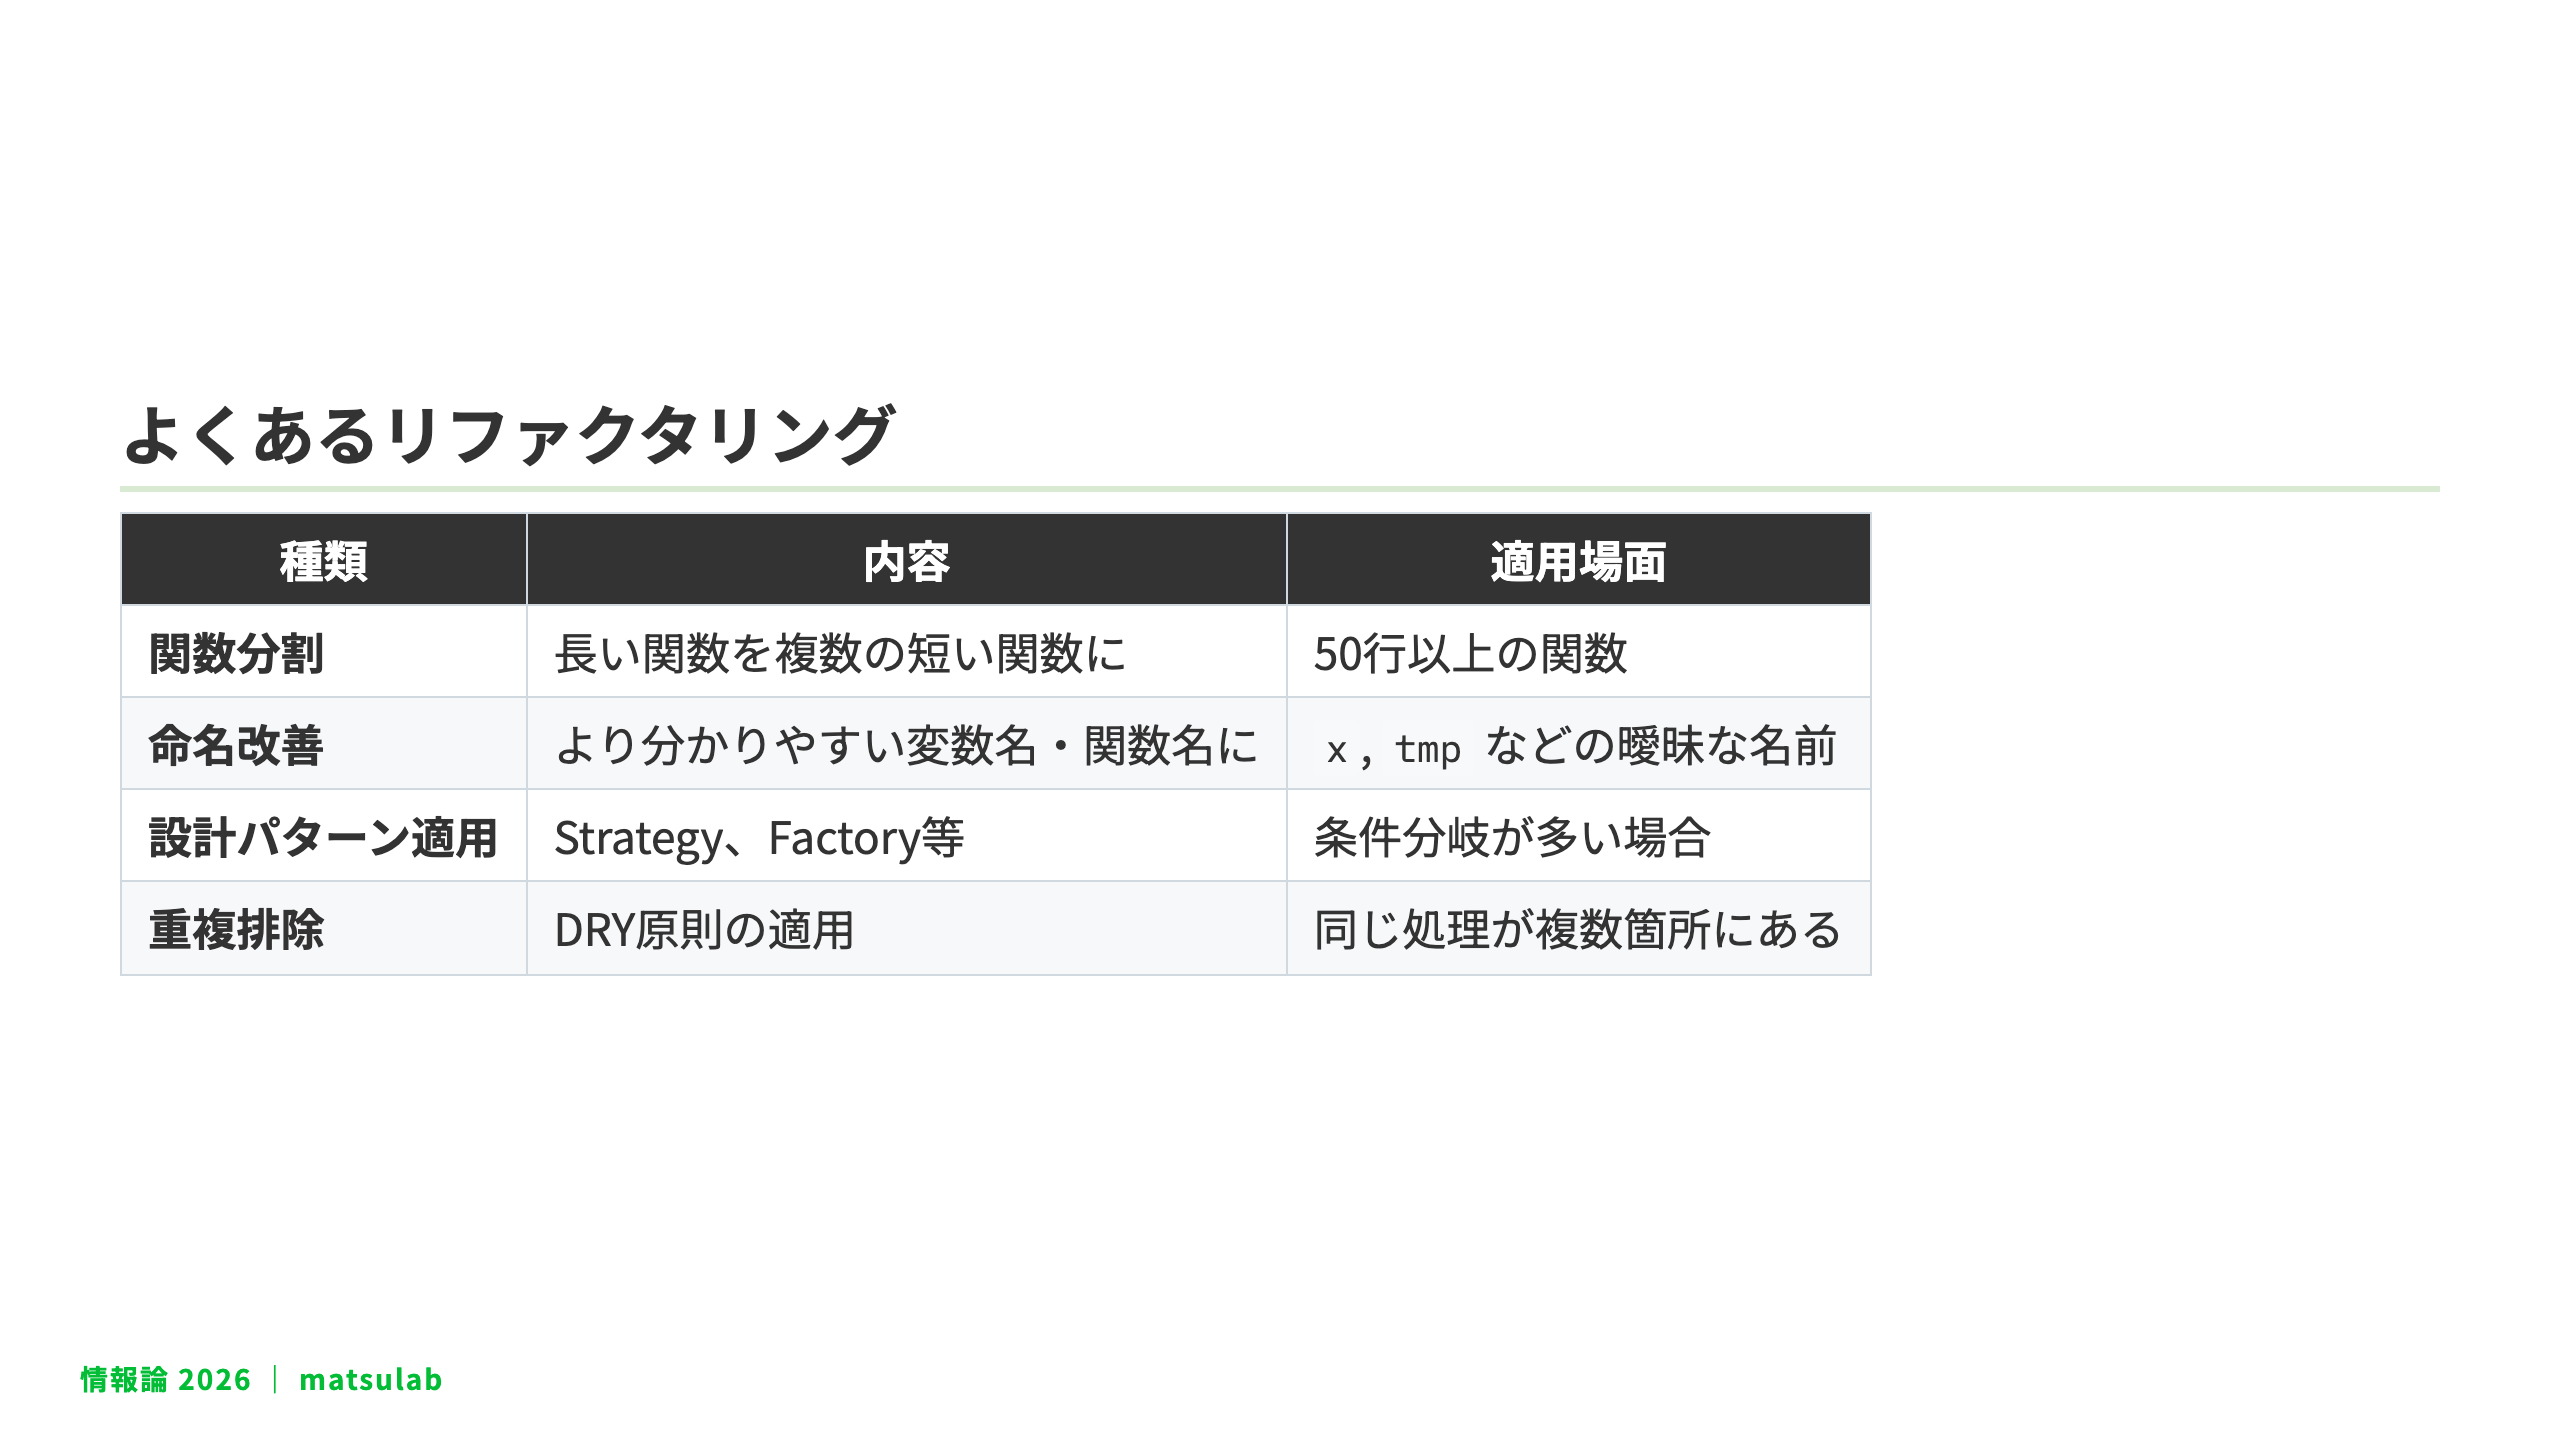 よくあるリファクタリング
種類 内容 適用場面
関数分割 長い関数を複数の短い関数に 50行以上の関数
命名改善 より分かりやすい変数名・関数名に x, tmp などの曖昧な名前
設計パターン適用 Strategy、Factory等 条件分岐が多い場合
重複排除 DRY原則の適用 同じ処理が複数箇所にある
情報論 2026 ｜ matsulab